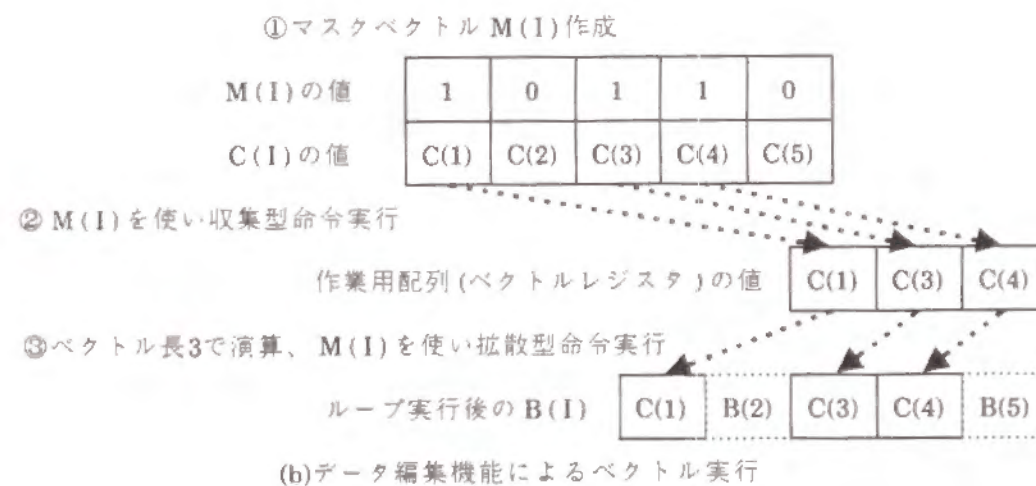 ①マスクベクトル M(I)作成
M(I)の値 1 0 1 1 0
C(I)の値 C(1) C(2) C(3) C(4) C(5)
② M(I)を使い収集型命令実行
作業用配列(ベクトルレジスタ)の値 C(1) C(3) C(4)
③ベクトル長3で演算、M(I)を使い拡散型命令実行
ループ実行後の B(I) C(1) B(2) C(3) C(4) B(5)
(b)データ編集機能によるベクトル実行